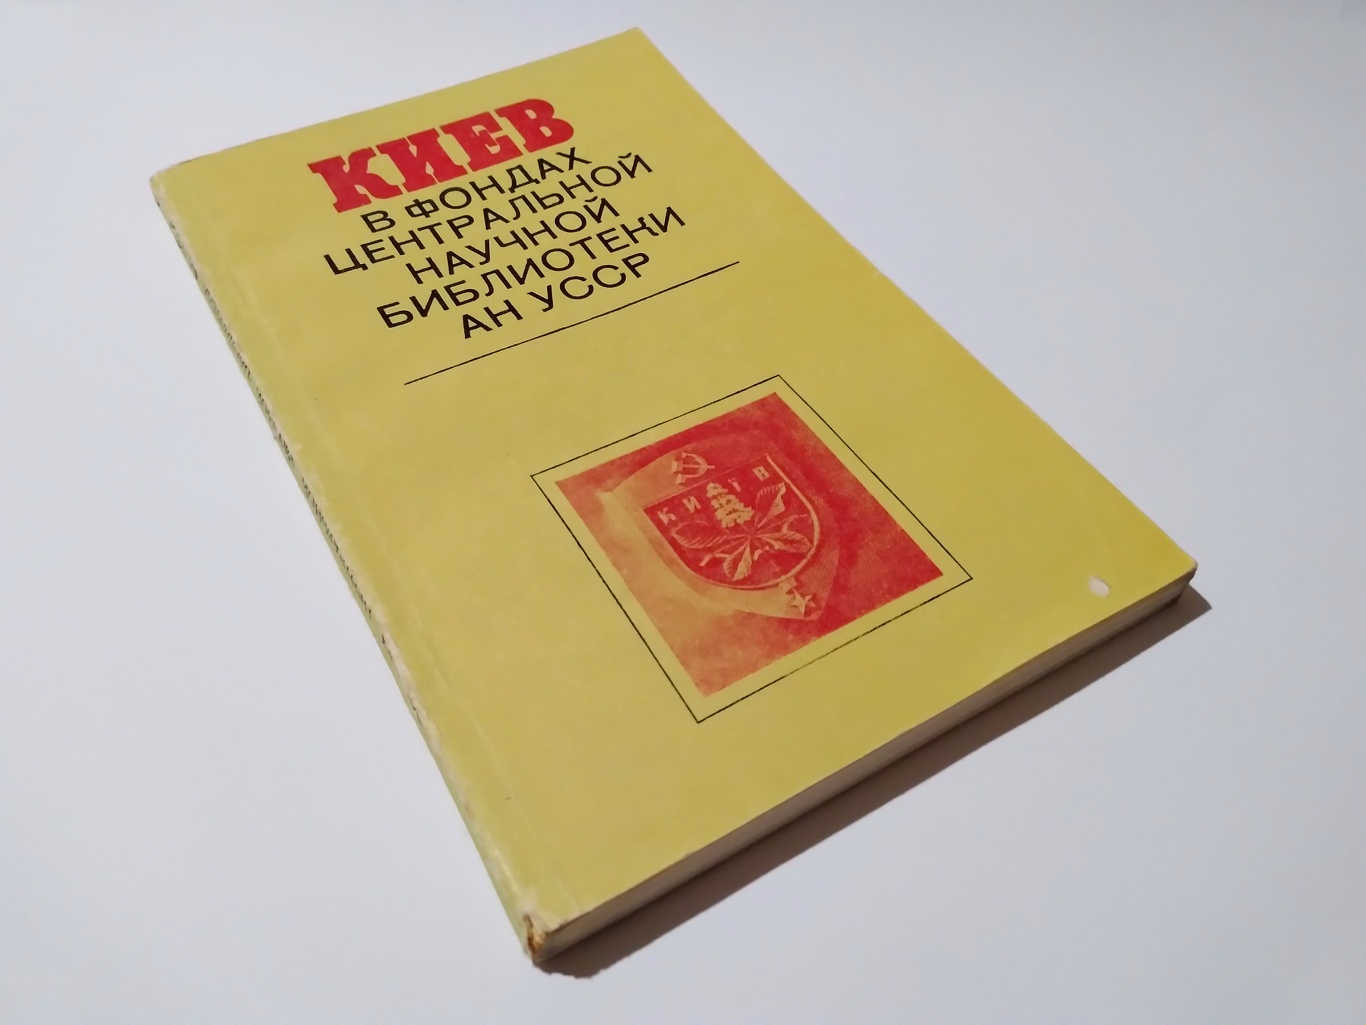 КИЕВ
В ФОНДАХ
ЦЕНТРАЛЬНОЙ
НАУЧНОЙ
БИБЛИОТЕКИ
АН УССР
КИЇВ